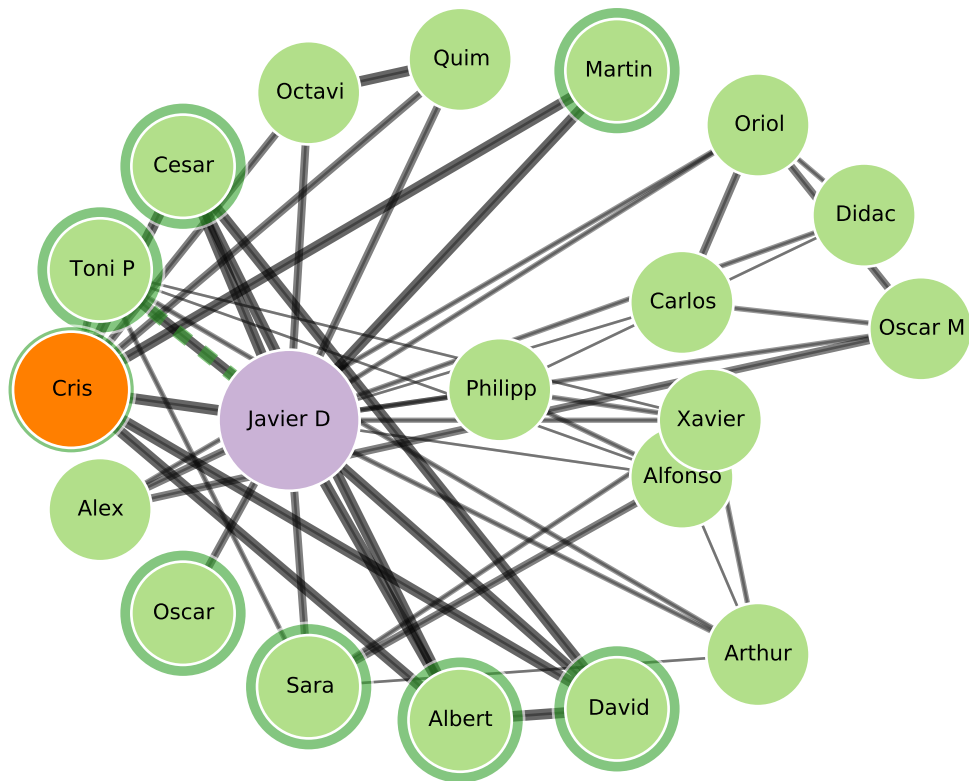 Quim
Martin
Octavi
Oriol
Cesar
Didac
Toni P
Carlos
Oscar M
Cris
Philipp
Javier D
Xavier
Alfonso
Alex
Oscar
Arthur
Sara
David
Albert